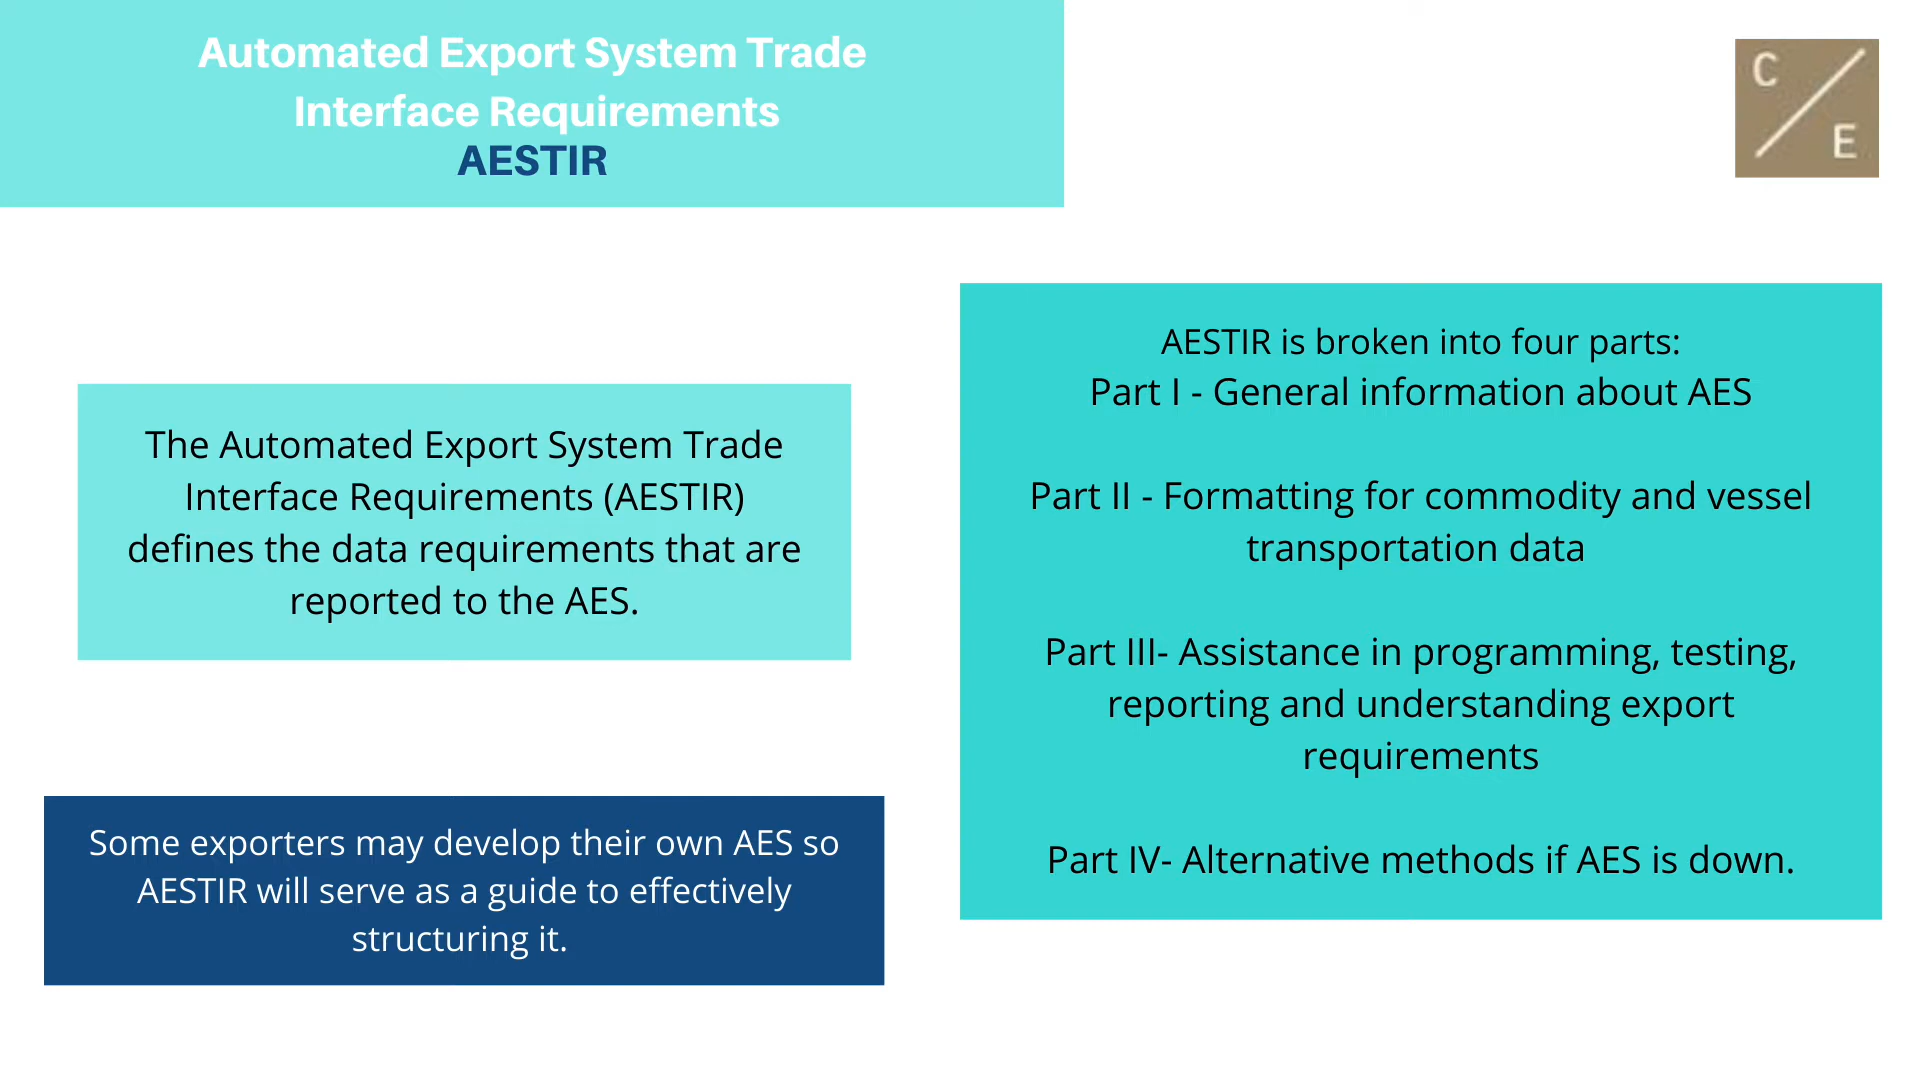 Automated Export System Trade
Interface Requirements
AESTIR
C
E
The Automated Export System Trade
Interface Requirements (AESTIR)
defines the data requirements that are
reported to the AES.
Some exporters may develop their own AES so
AESTIR will serve as a guide to effectively
structuring it.
AESTIR is broken into four parts:
Part I - General information about AES
Part II - Formatting for commodity and vessel
transportation data
Part III- Assistance in programming, testing,
reporting and understanding export
requirements
Part IV- Alternative methods if AES is down.